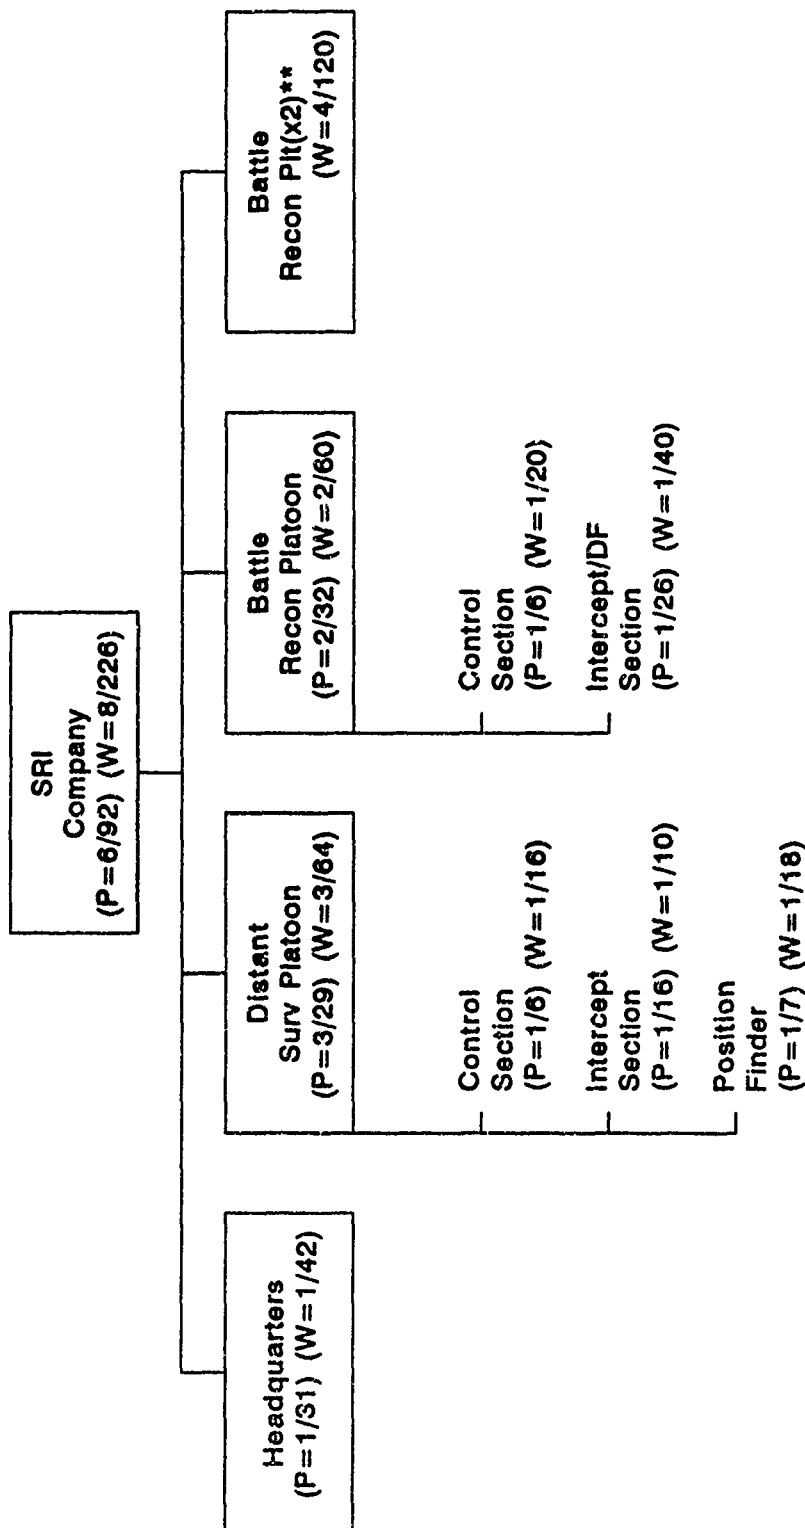 SRI
Company
(P=6/92) (W=8/226)
Headquarters
(P=1/31) (W=1/42)
Distant
Surv Platoon
(P=3/29) (W=3/64)
Control
Section
(P=1/6) (W=1/16)
Intercept
Section
(P=1/16) (W=1/10)
Position
Finder
(P=1/7) (W=1/18)
Battle
Recon Platoon
(P=2/32) (W=2/60)
Control
Section
(P=1/6) (W=1/20}
Intercept/DF
Section
(P=1/26) (W=1/40)
Battle
Recon Plt(x2)**
(W=4/120)